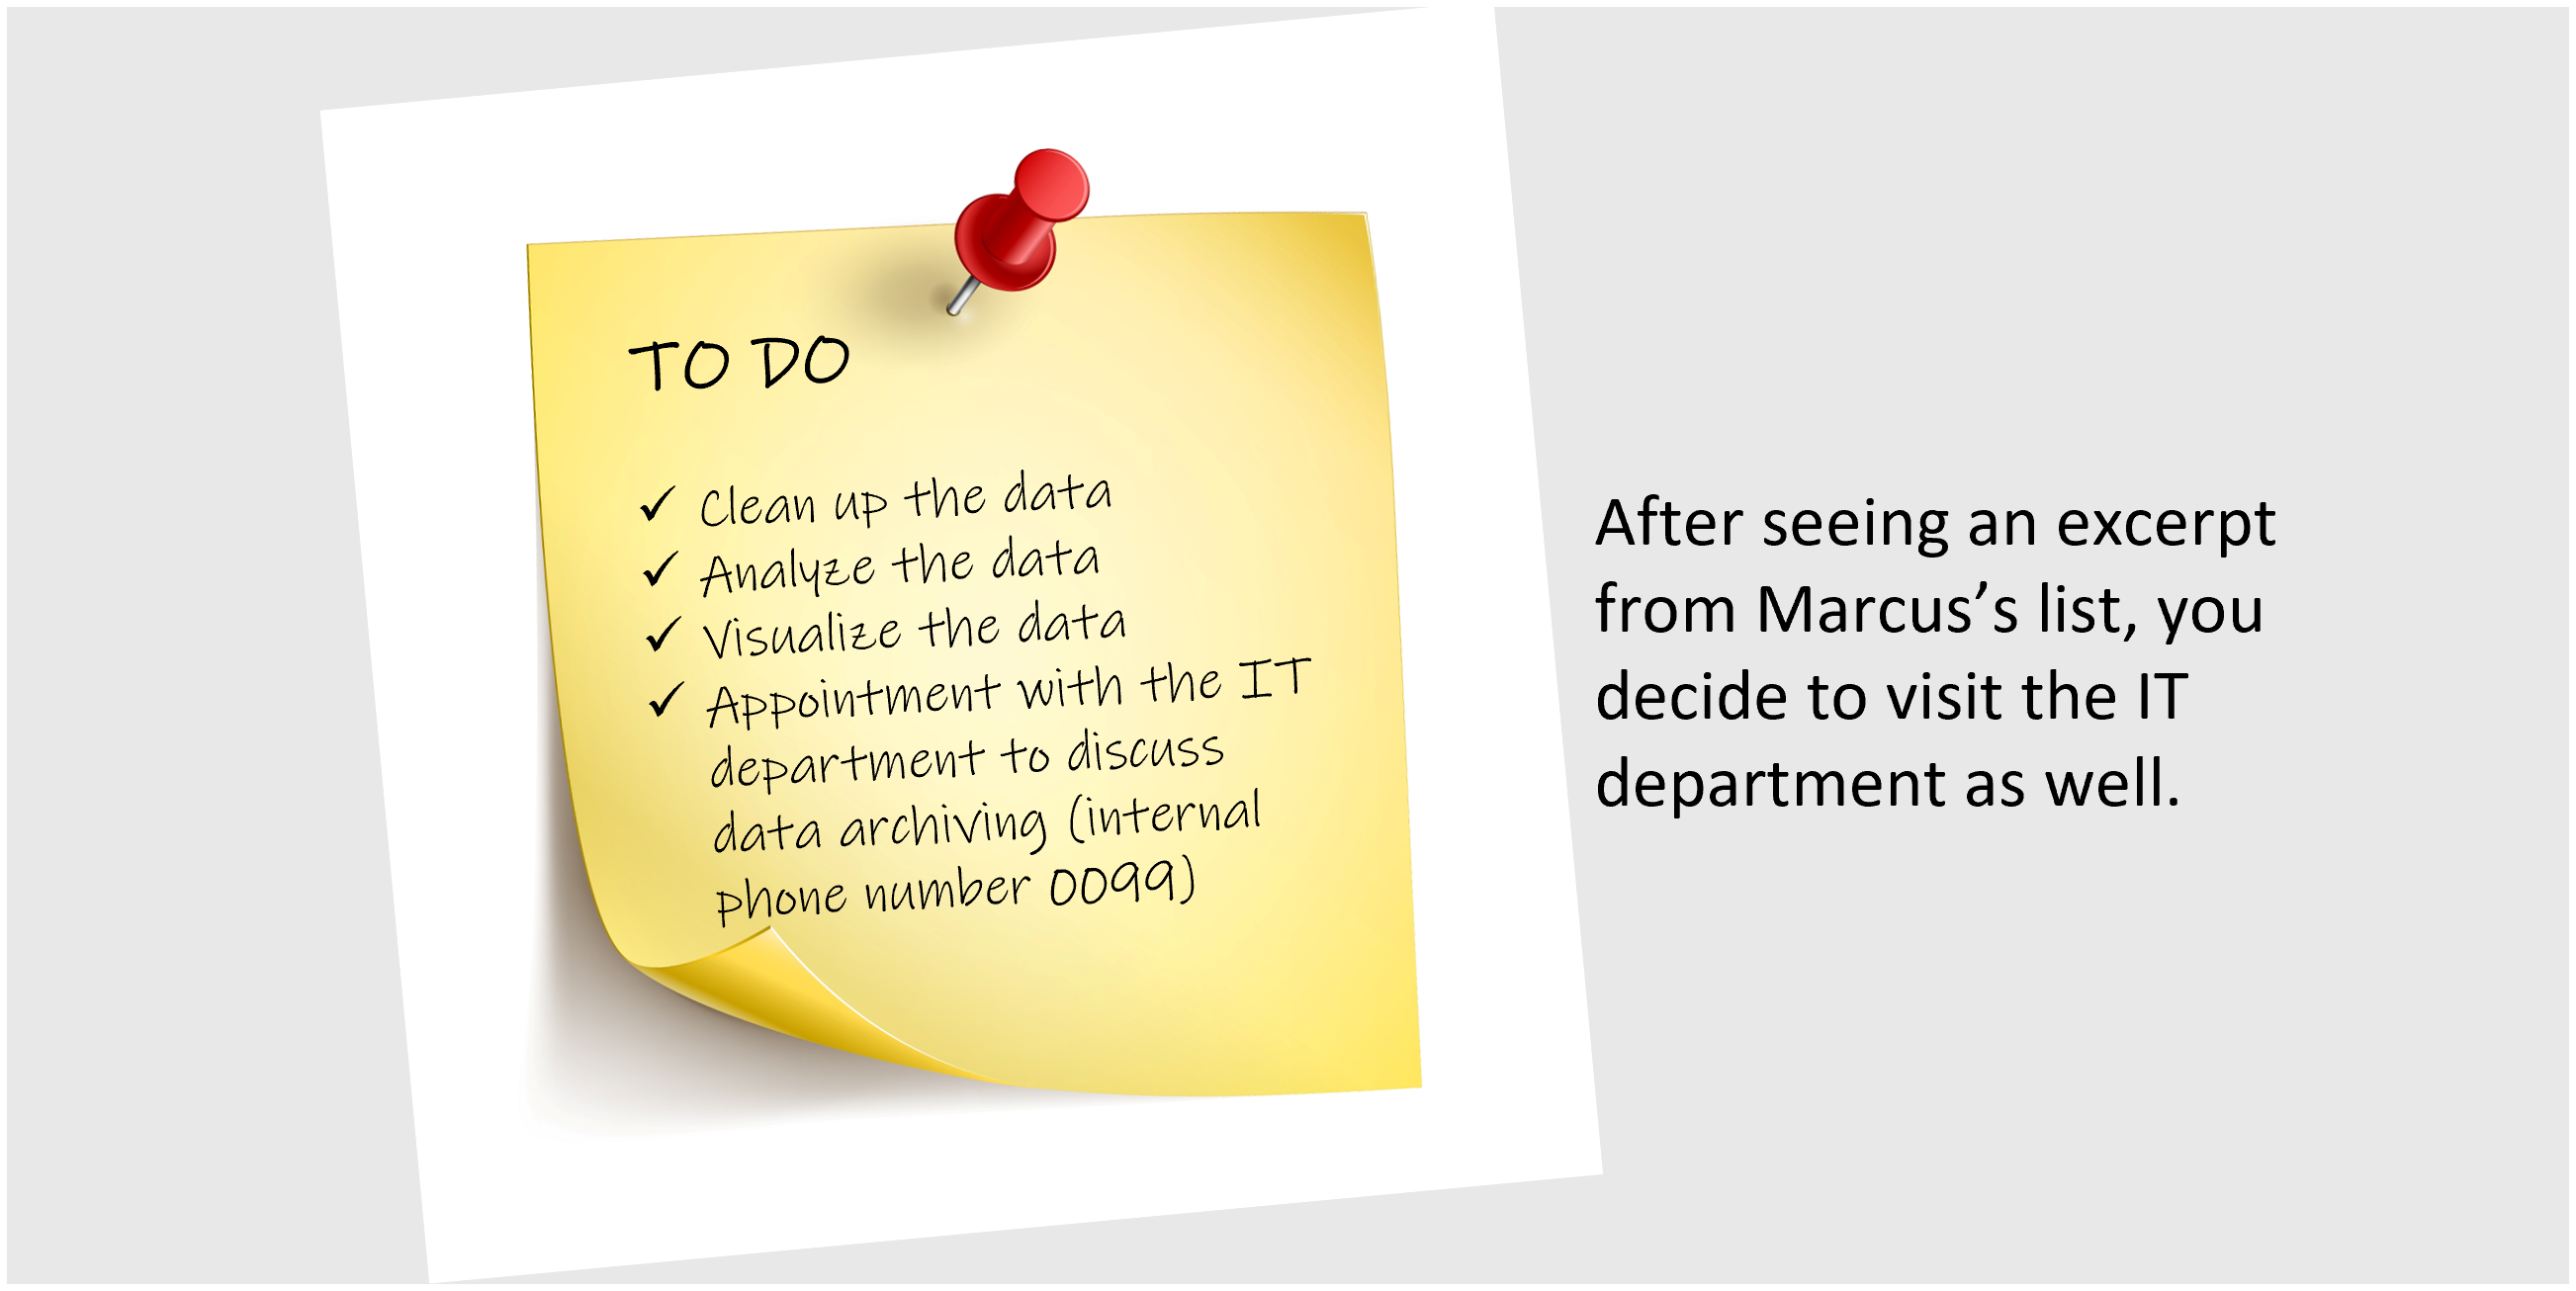 TO DO
✓ Clean up the data
✓ Analyze the data
✓ Visualize the data
✓ Appointment with the IT
department to discuss
data archiving (internal
phone number 0099)
After seeing an excerpt
from Marcus’s list, you
decide to visit the IT
department as well.